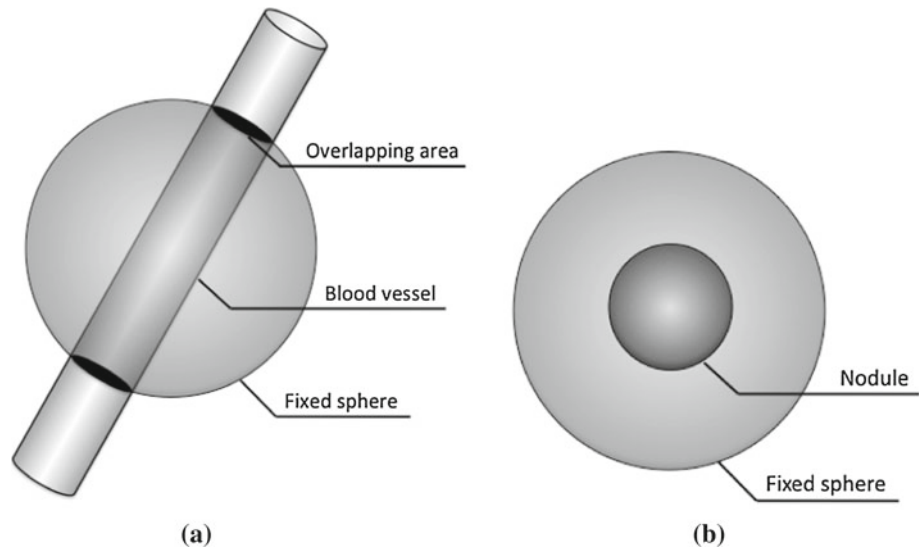 Overlapping area
Blood vessel
Fixed sphere
(a)
Nodule
Fixed sphere
(b)